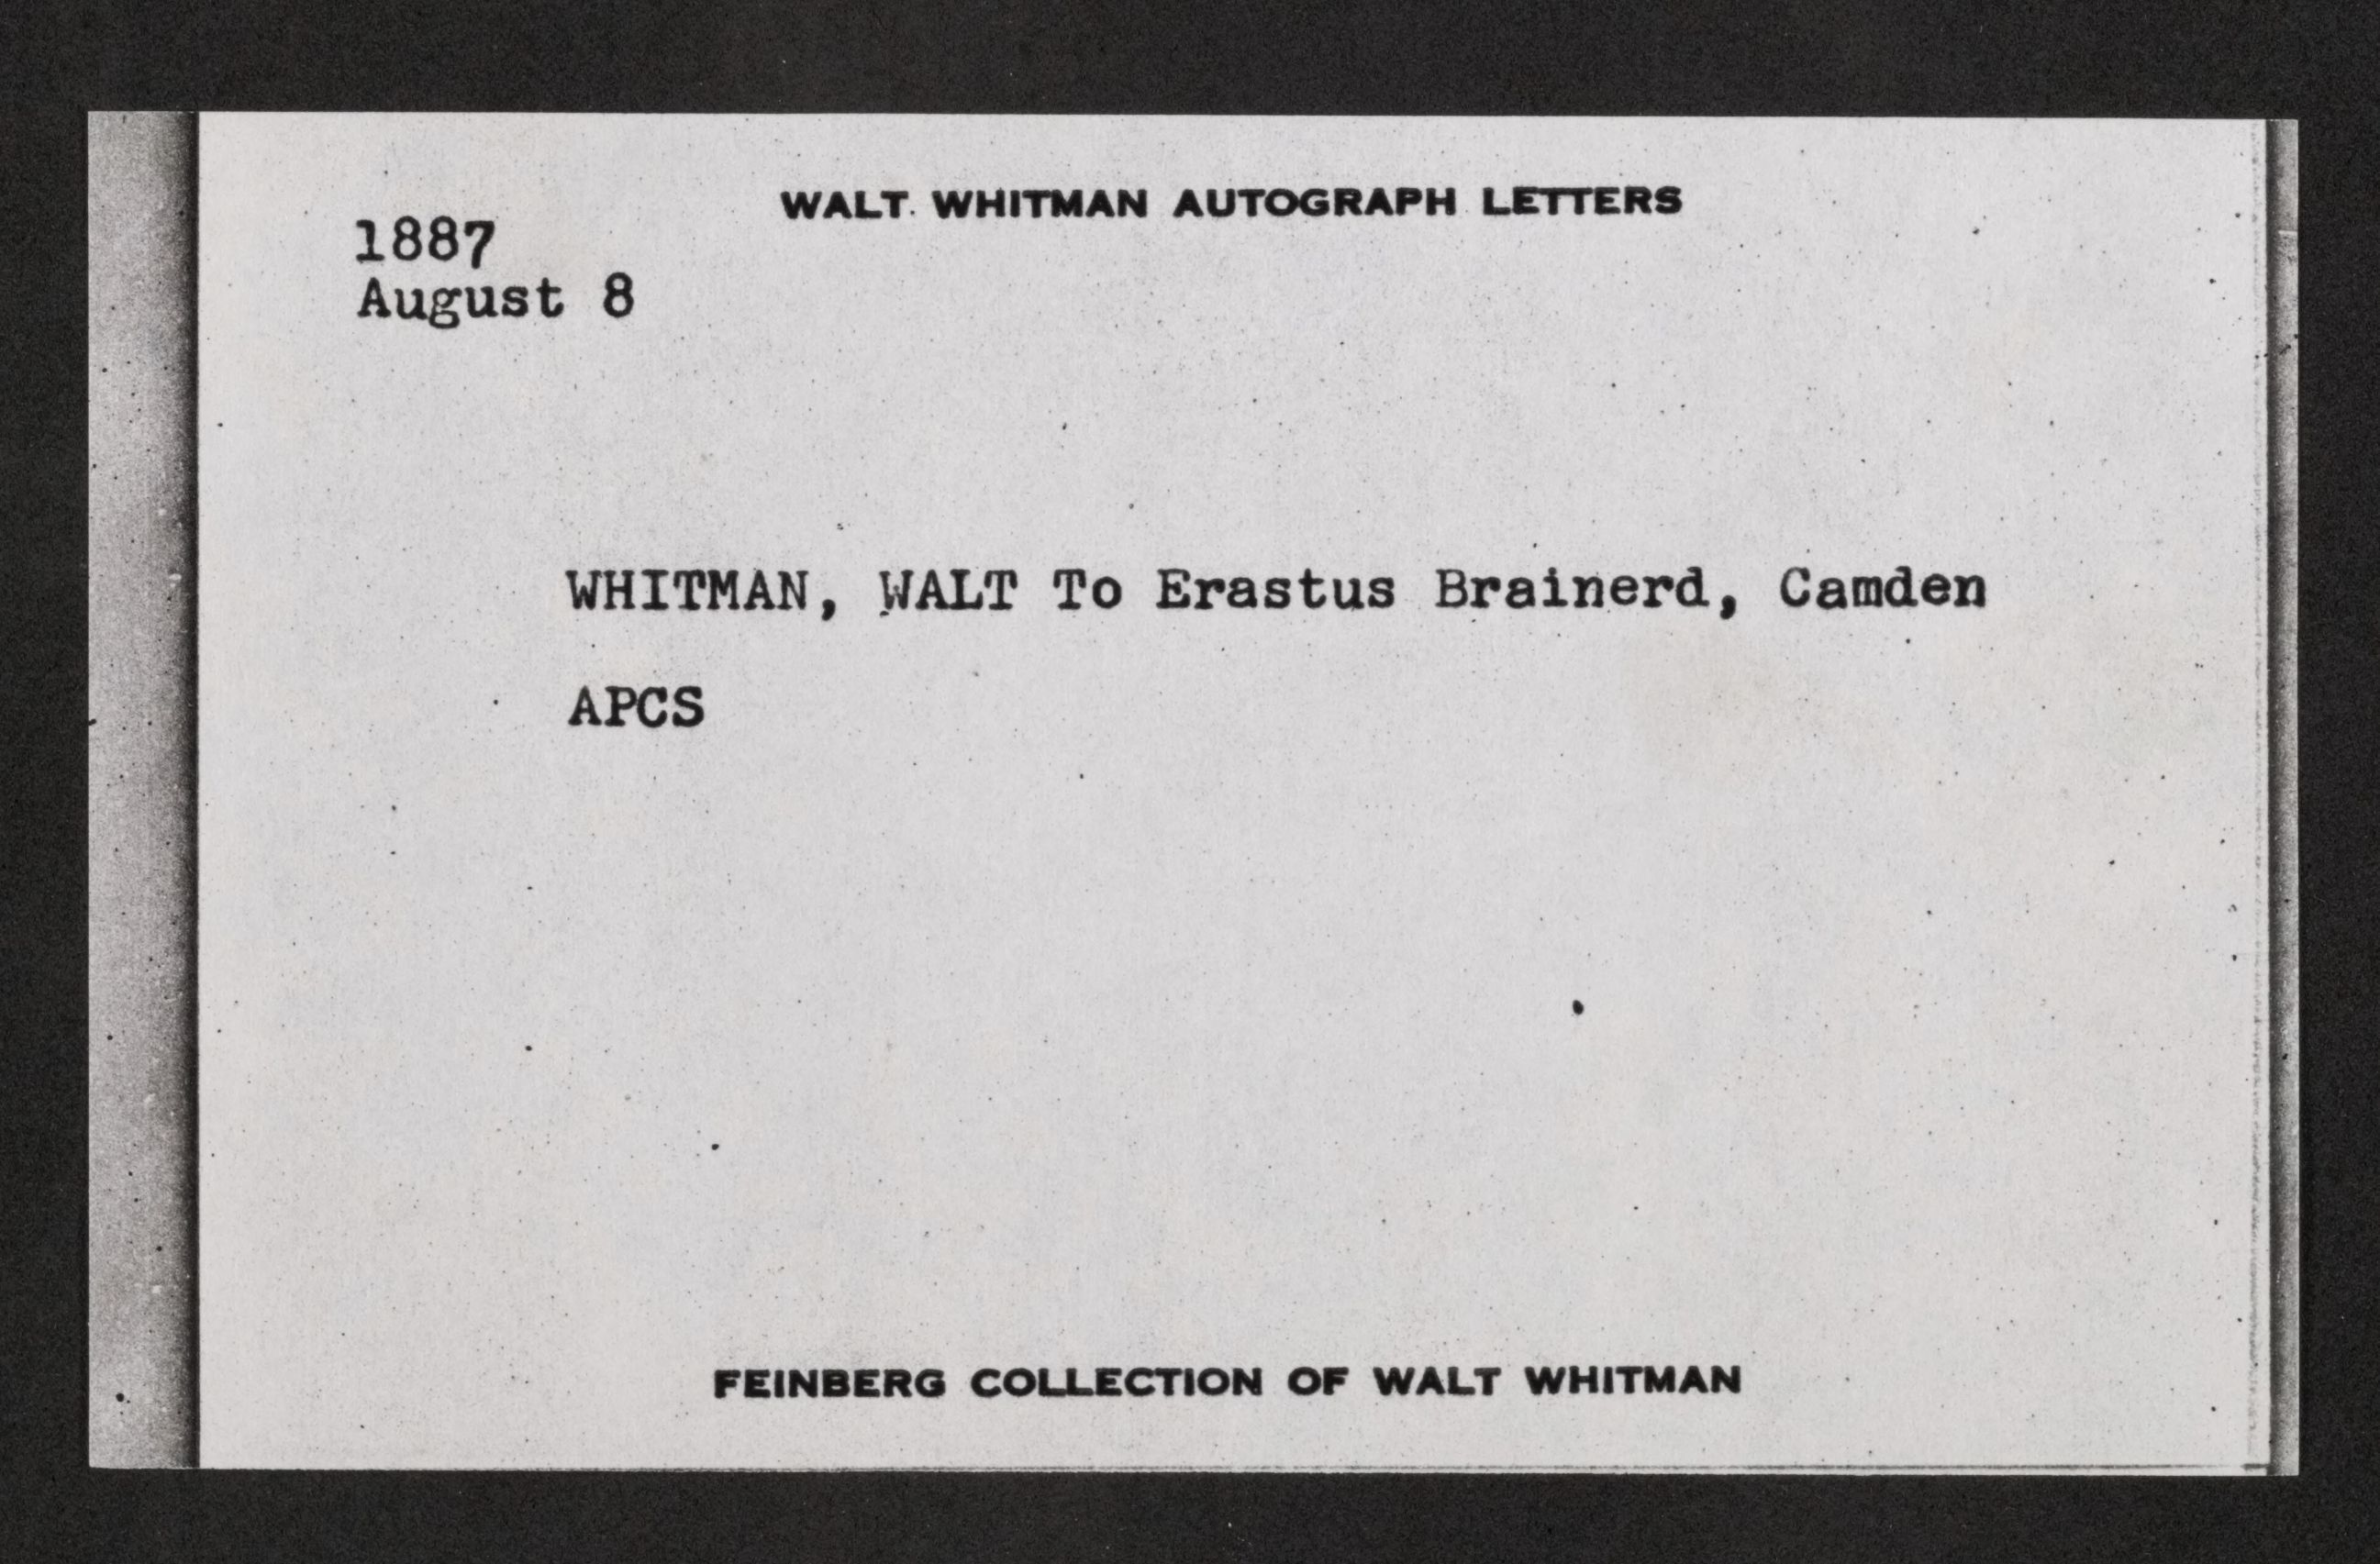 WALT WHITMAN AUTOGRAPH LETTERS
1887
August 8
WHITMAN, WALT To Erastus Brainerd, Camden
APCS
FEINBERG COLLECTION OF WALT WHITMAN